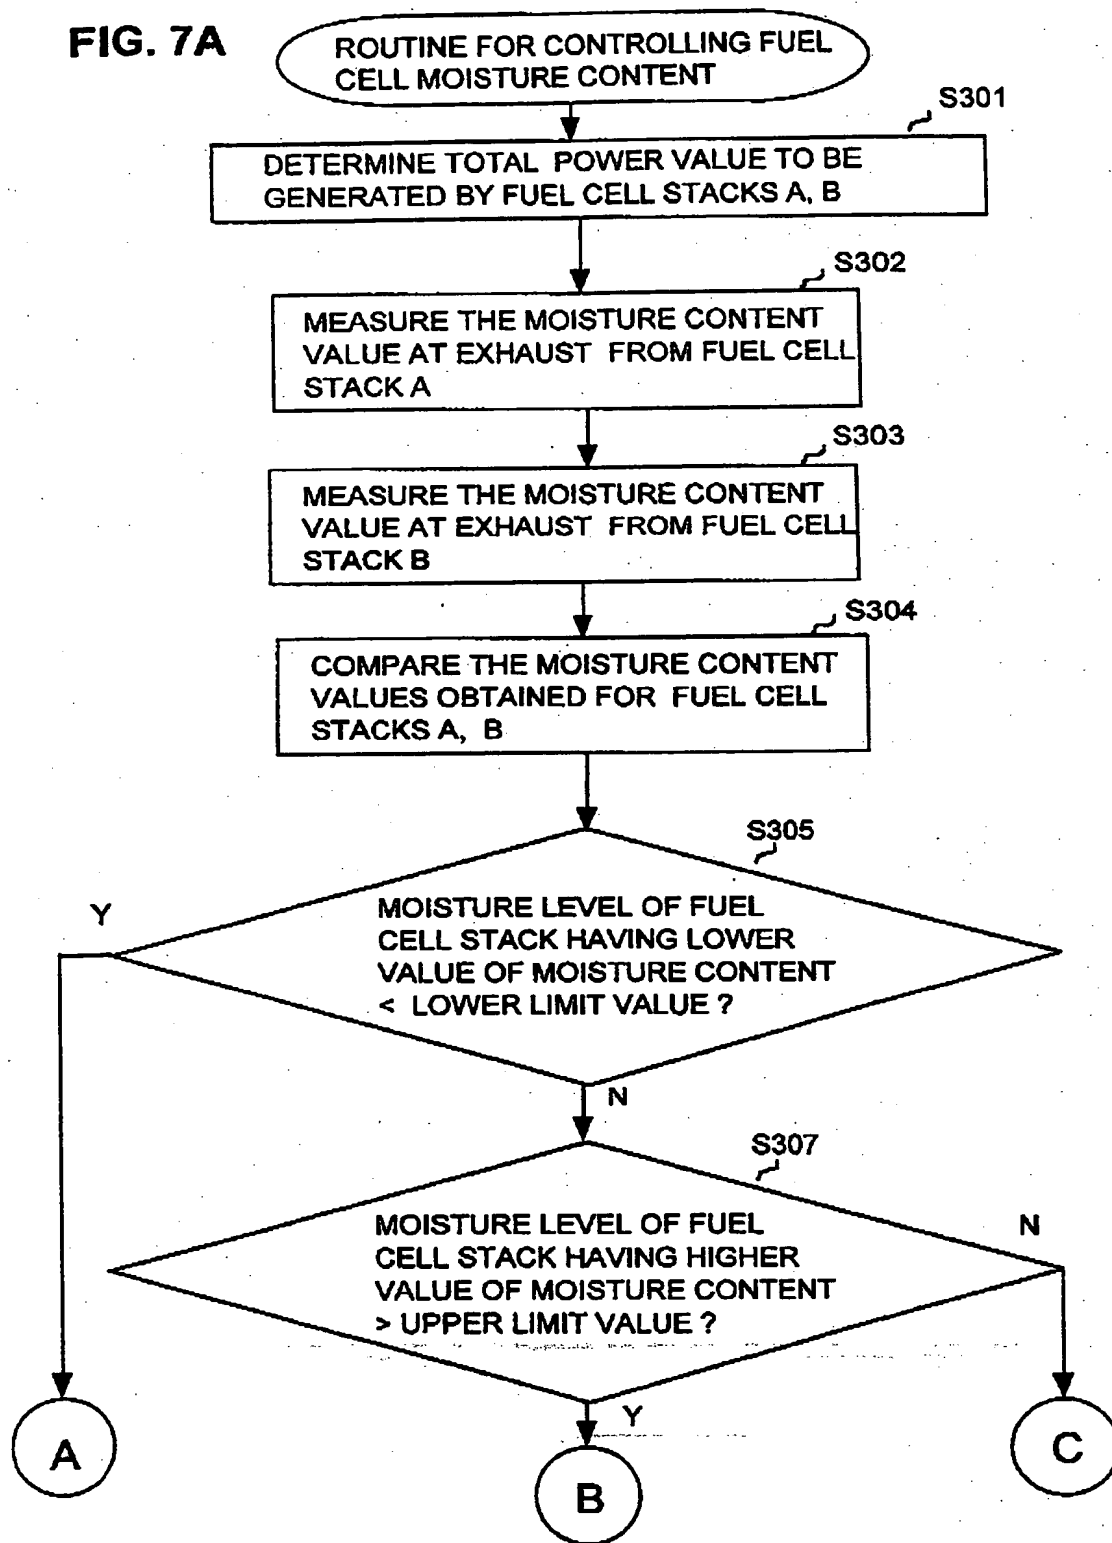 FIG. 7A
ROUTINE FOR CONTROLLING FUEL
CELL MOISTURE CONTENT
S301
DETERMINE TOTAL POWER VALUE TO BE
GENERATED BY FUEL CELL STACKS A, B
S302
MEASURE THE MOISTURE CONTENT
VALUE AT EXHAUST FROM FUEL CELL
STACK A
S303
MEASURE THE MOISTURE CONTENT
VALUE AT EXHAUST FROM FUEL CELL
STACK B
S304
COMPARE THE MOISTURE CONTENT
VALUES OBTAINED FOR FUEL CELL
STACKS A, B
S305
Y
MOISTURE LEVEL OF FUEL
CELL STACK HAVING LOWER
VALUE OF MOISTURE CONTENT
< LOWER LIMIT VALUE ?
N
S307
MOISTURE LEVEL OF FUEL
CELL STACK HAVING HIGHER
VALUE OF MOISTURE CONTENT
> UPPER LIMIT VALUE ?
N
Y
A
B
C